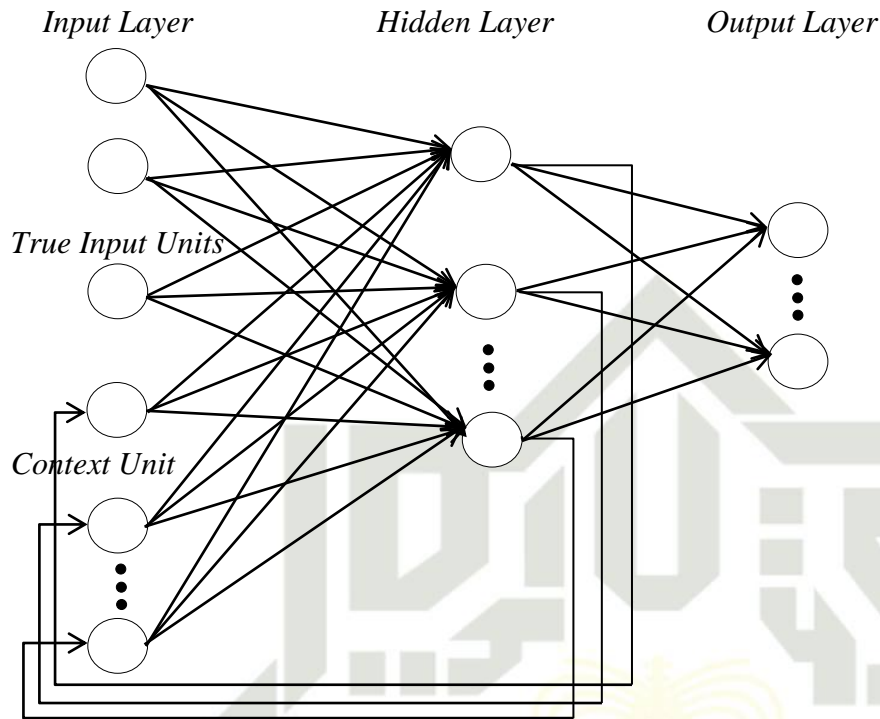 Input Layer
Hidden Layer
Output Layer
True Input Units
Context Unit